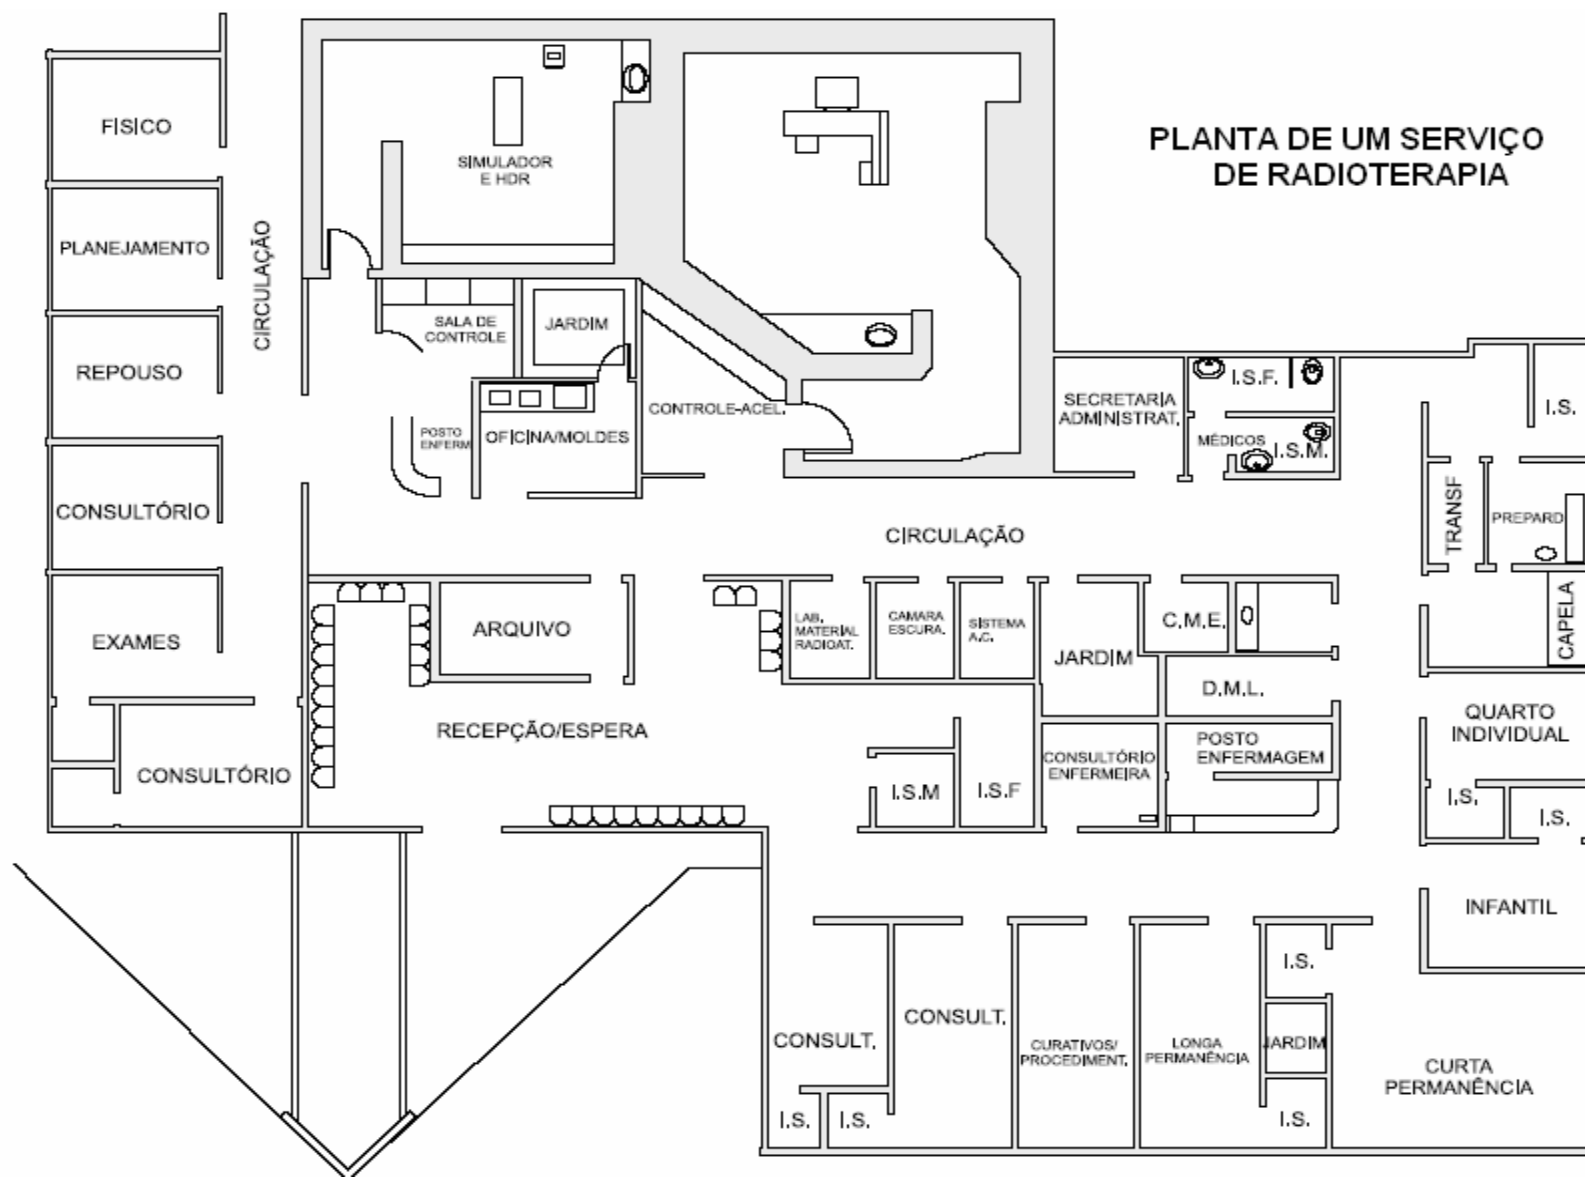 PLANTA DE UM SERVIÇO
DE RADIOTERAPIA
FÍSICO
PLANEJAMENTO
REPOUSO
CONSULTÓRIO
EXAMES
CONSULTÓRIO
CIRCULAÇÃO
SIMULADOR
E HDR
SALA DE
CONTROLE
JARDIM
POSTO
ENFERM
OFICINA/MOLDES
CONTROLE-ACEL.
SECRETARIA
ADMINISTRAT.
I.S.F.
MÉDICOS
I.S.M.
I.S.
TRANSF
PREPARO
CAPELA
CIRCULAÇÃO
ARQUIVO
LAB.
MATERIAL
RADIOAT.
CAMARA
ESCURA.
SISTEMA
A.C.
JARDIM
C.M.E.
D.M.L.
RECEPÇÃO/ESPERA
I.S.M
I.S.F
CONSULTÓRIO
ENFERMEIRA
POSTO
ENFERMAGEM
QUARTO
INDIVIDUAL
I.S.
I.S.
INFANTIL
CONSULT.
I.S.
I.S.
CONSULT.
CURATIVOS/
PROCEDIMENT.
LONGA
PERMANÊNCIA
I.S.
JARDIM
I.S.
CURTA
PERMANÊNCIA